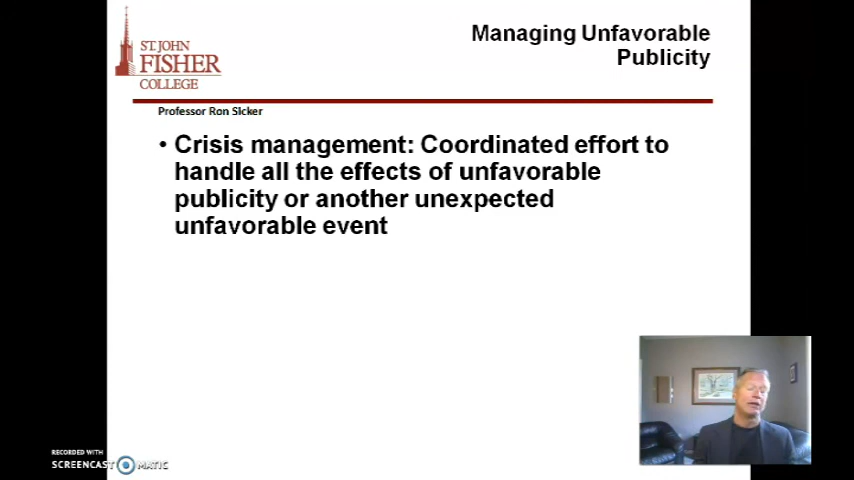 ST. JOHN
FISHER
COLLEGE
Managing Unfavorable
Publicity
Professor Ron Sicker
• Crisis management: Coordinated effort to
handle all the effects of unfavorable
publicity or another unexpected
unfavorable event
RECORDED WITH
SCREENCAST-O-MATIC